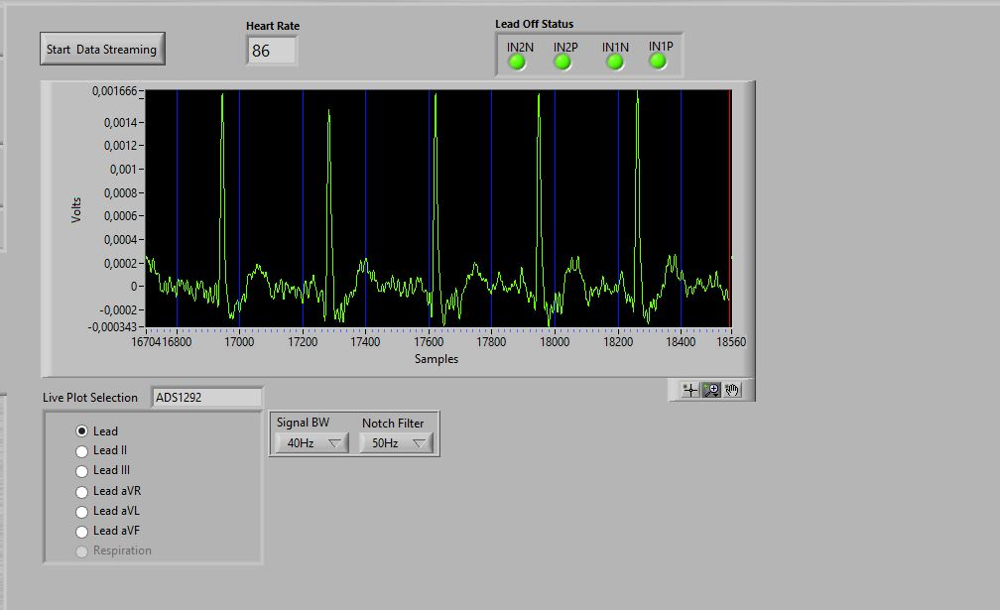 Heart Rate
Lead Off Status
Start Data Streaming
86
IN2N IN2P IN1N IN1P
0,001666
0,0014
0,0012
0,001
0,0008
0,0006
0,0004
0,0002
0
-0,0002
-0,000343
Volts
16704 16800 17000 17200 17400 17600 17800 18000 18200 18400 18560
Samples
Live Plot Selection ADS1292
Lead
Lead II
Lead III
Lead aVR
Lead aVL
Lead aVF
Respiration
Signal BW Notch Filter
40Hz 50Hz